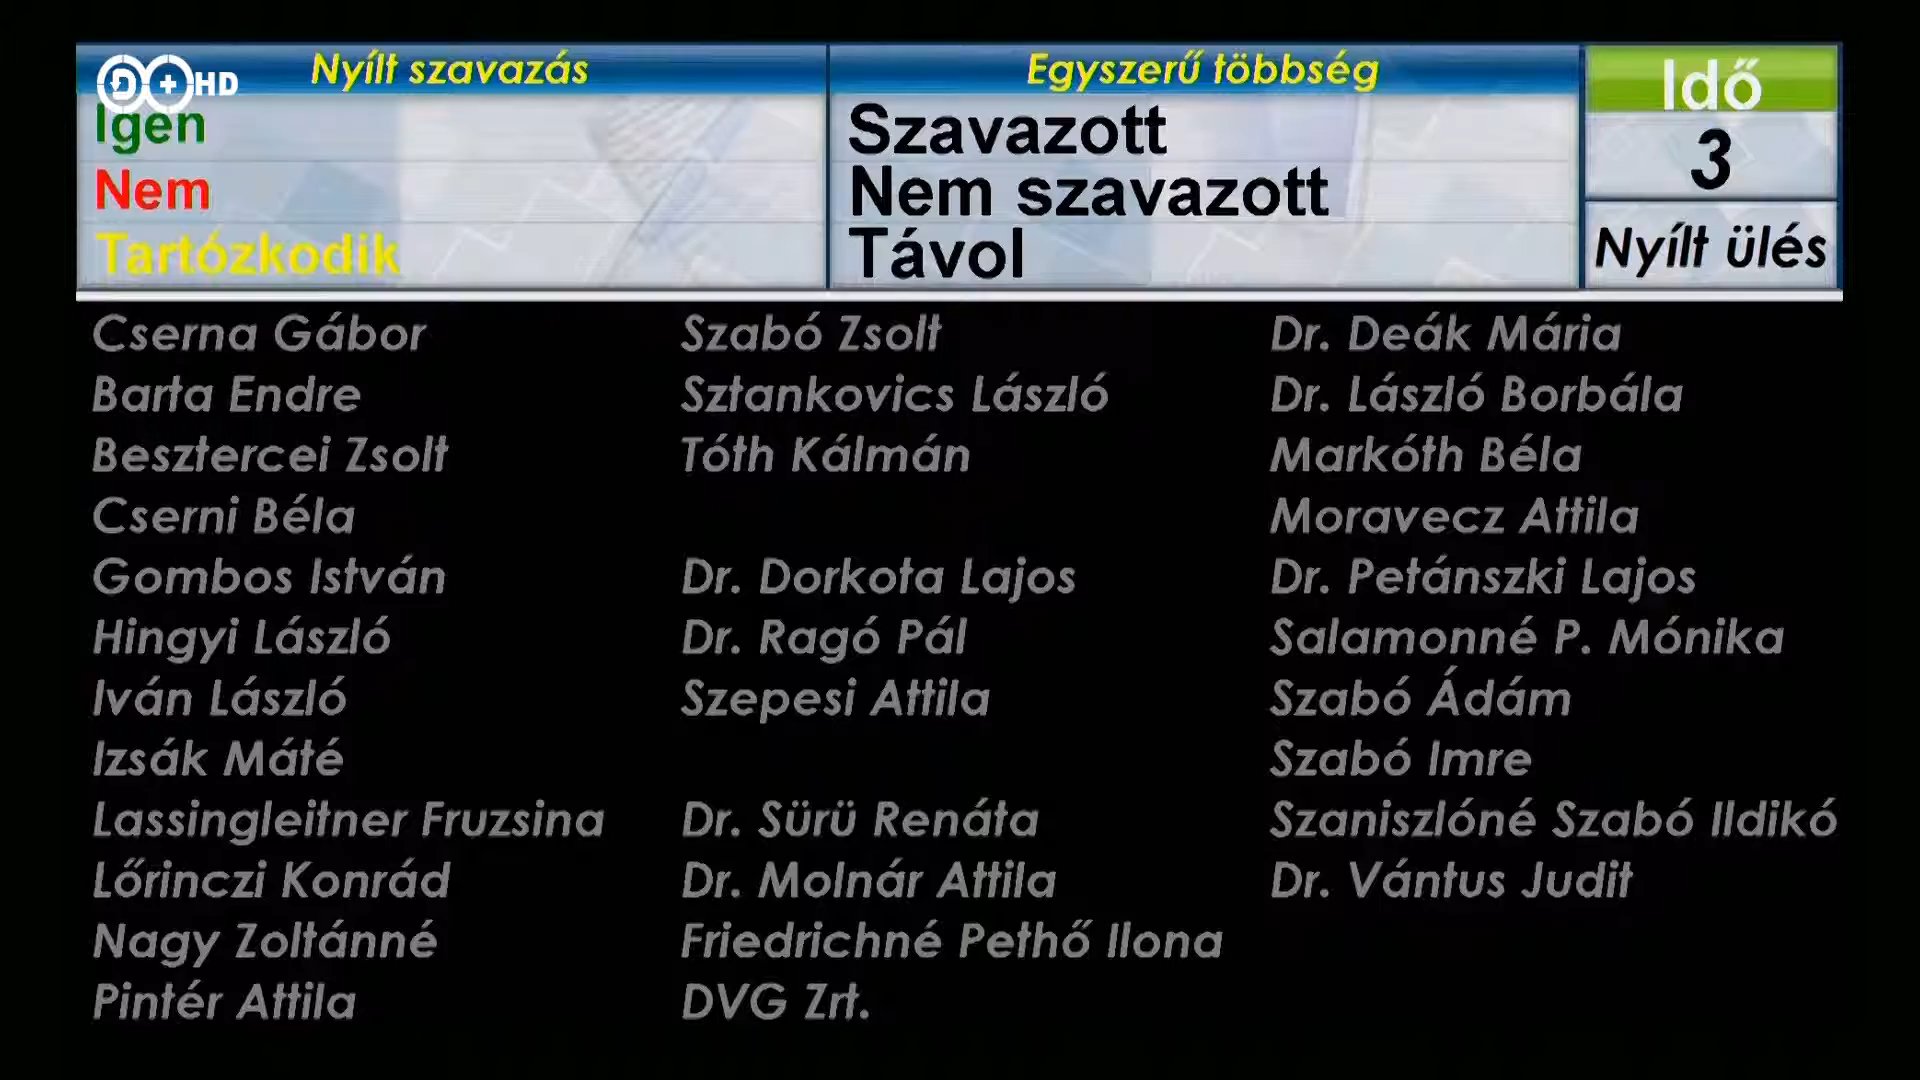 D+HD
Nyílt szavazás
Igen
Nem
Tartózkodik
Egyszerű többség
Szavazott
Nem szavazott
Távol
Idő
3
Nyílt ülés
Cserna Gábor
Barta Endre
Besztercei Zsolt
Cserni Béla
Gombos István
Hingyi László
Iván László
Izsák Máté
Lassingleitner Fruzsina
Lőrinczi Konrád
Nagy Zoltánné
Pintér Attila
Szabó Zsolt
Sztankovics László
Tóth Kálmán
Dr. Dorkota Lajos
Dr. Ragó Pál
Szepesi Attila
Dr. Sürü Renáta
Dr. Molnár Attila
Friedrichné Pethő Ilona
DVG Zrt.
Dr. Deák Mária
Dr. László Borbála
Markóth Béla
Moravecz Attila
Dr. Petánszki Lajos
Salamonné P. Mónika
Szabó Ádám
Szabó Imre
Szaniszlóné Szabó Ildikó
Dr. Vántus Judit